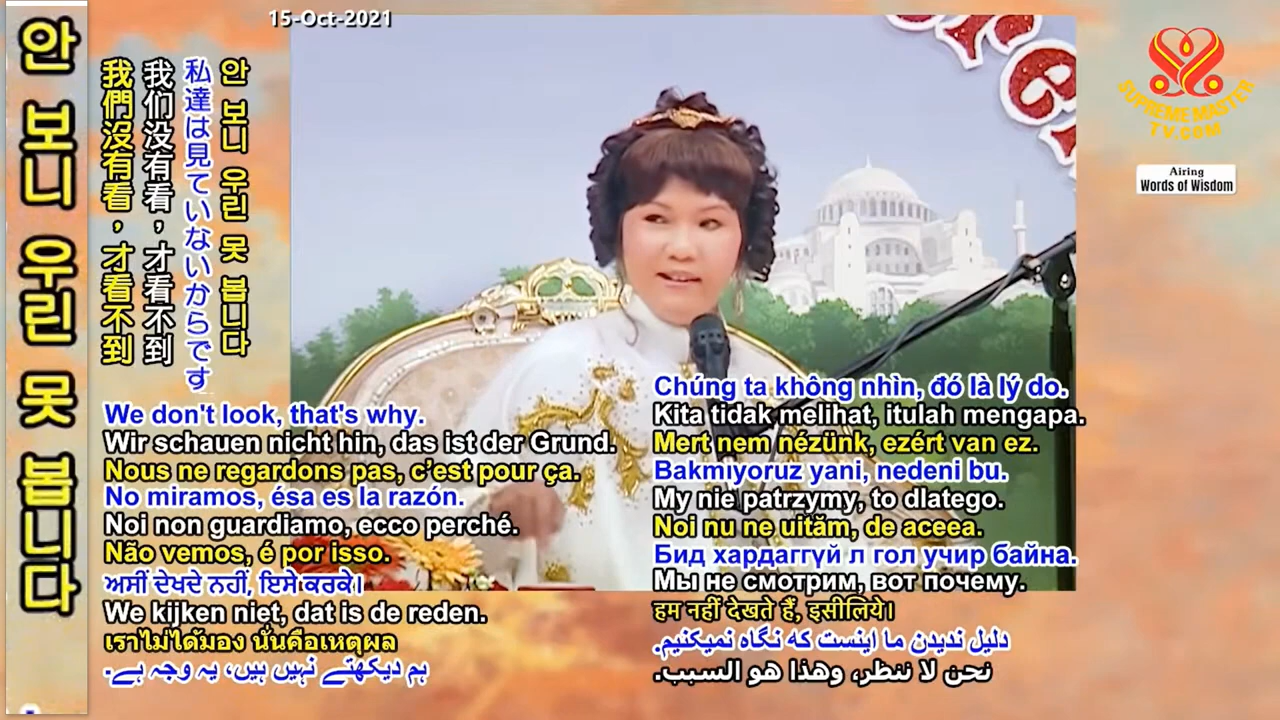 15-Oct-2021
안 보니 우린 못 봅니다
我們沒有看，才看不到
我们没有看，才看不到
私達は見ていないからです
안 보니 우린 못 봅니다
SUPREME MASTER
TV.COM
Airing
Words of Wisdom
We don't look, that's why.
Wir schauen nicht hin, das ist der Grund.
Nous ne regardons pas, c’est pour ça.
No miramos, ésa es la razón.
Noi non guardiamo, ecco perché.
Não vemos, é por isso.
ਅਸੀਂ ਦੇਖਦੇ ਨਹੀਂ, ਇਸੇ ਕਰਕੇ।
We kijken niet, dat is de reden.
เราไม่ได้มอง นั่นคือเหตุผล
ہم دیکھتے نہیں ہیں، یہ وجہ ہے۔
Chúng ta không nhìn, đó là lý do.
Kita tidak melihat, itulah mengapa.
Mert nem nézünk, ezért van ez.
Bakmıyoruz yani, nedeni bu.
My nie patrzymy, to dlatego.
Noi nu ne uităm, de aceea.
Бид хардаггүй л гол учир байна.
Мы не смотрим, вот почему.
हम नहीं देखते हैं, इसीलिये।
دلیل ندیدن ما اینست که نگاه نمیکنیم.
نحن لا ننظر، وهذا هو السبب.